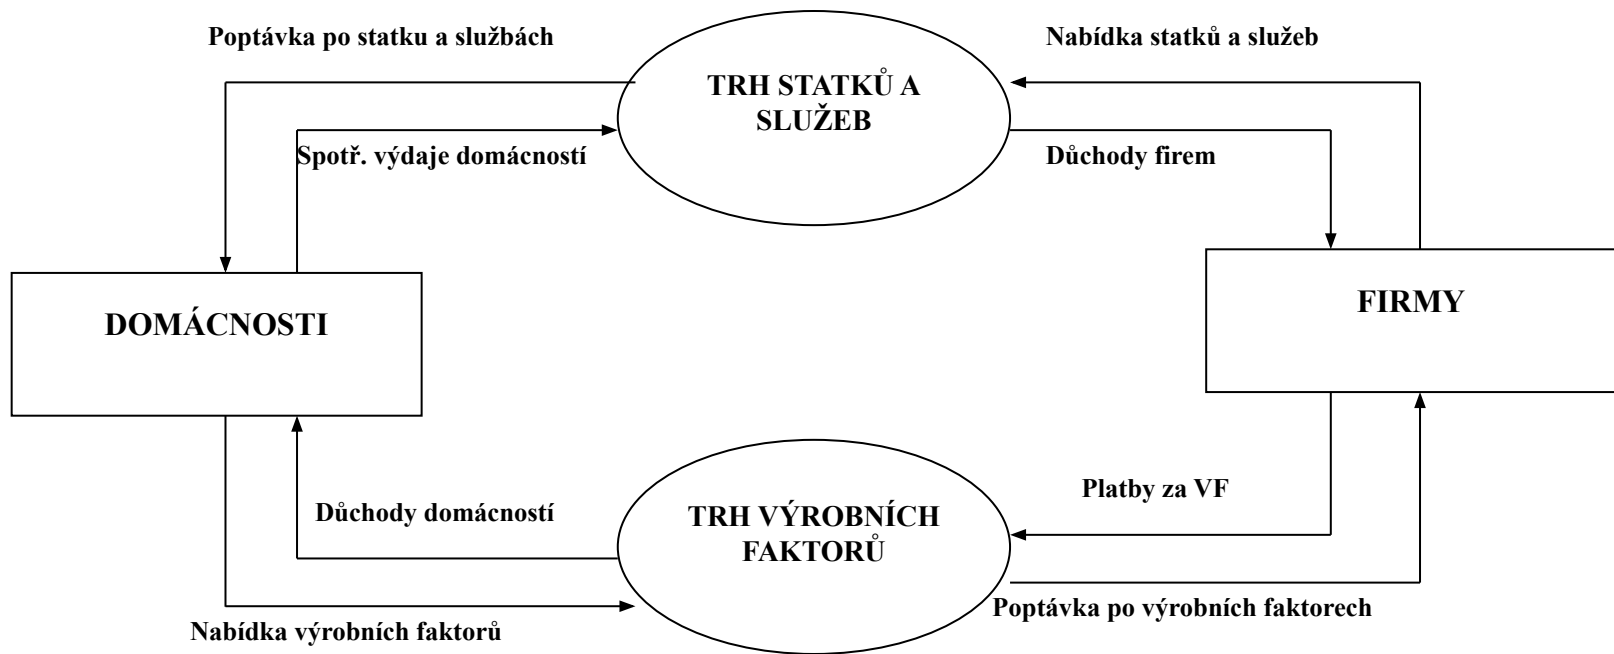 Poptávka po statku a službách
Nabídka statků a služeb
TRH STATKŮ A
SLUŽEB
Spotř. výdaje domácností
Důchody firem
DOMÁCNOSTI
FIRMY
Důchody domácností
TRH VÝROBNÍCH
FAKTORŮ
Platby za VF
Nabídka výrobních faktorů
Poptávka po výrobních faktorech